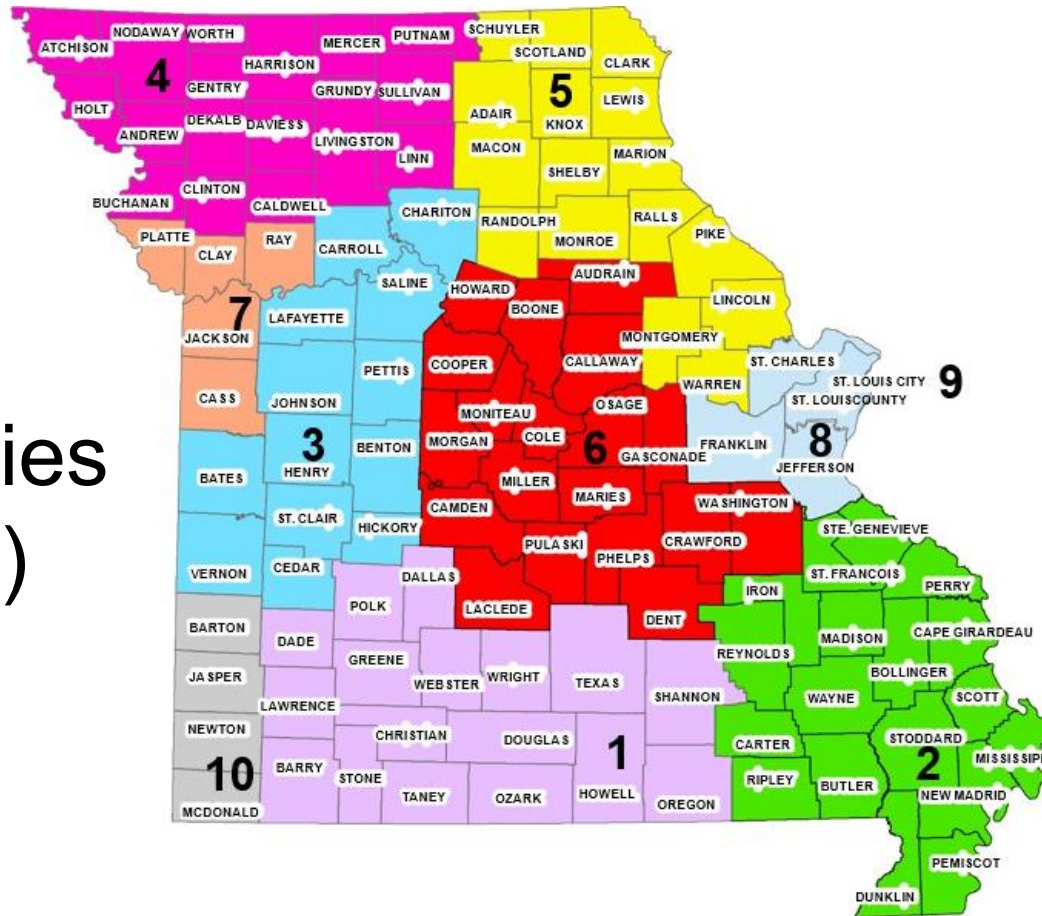 NODAWAY WORTH
ATCHISON
MERCER PUTNAM
SCHUYLER
SCOTLAND
CLARK
HARRISON
4
GENTRY
GRUNDY SULLIVAN
5
LEWIS
HOLT
ANDREW
DEKALB DAVIESS
ADAIR
KNOX
LIVINGSTON
LINN
MACON
MARION
SHELBY
BUCHANAN
CLINTON
CALDWELL
CHARITON
RANDOLPH
RALLS
PLATTE
CLAY
RAY
CARROLL
MONROE
PIKE
SALINE
AUDRAIN
HOWARD
BOONE
LINCOLN
7
JACKSON
LAFAYETTE
MONTGOMERY
COOPER
CALLAWAY
ST. CHARLES
PETTIS
WARREN
ST. LOUIS CITY
9
CASS
JOHNSON
ST. LOUISCOUNTY
MONITEAU
OSAGE
ies
3
HENRY
BENTON
MORGAN
COLE
6
GASCONADE
FRANKLIN
8
JEFFERSON
BATES
MILLER
MARIES
WASHINGTON
)
ST. CLAIR
HICKORY
CAMDEN
PULASKI
PHELPS
CRAWFORD
STE. GENEVIEVE
VERNON
CEDAR
DALLAS
ST. FRANCOIS
PERRY
POLK
LACLEDE
DENT
IRON
BARTON
DADE
MADISON
CAPE GIRARDEAU
GREENE
REYNOLDS
JASPER
WEBSTER
WRIGHT
TEXAS
SHANNON
BOLLINGER
LAWRENCE
WAYNE
SCOTT
NEWTON
CHRISTIAN
DOUGLAS
CARTER
STODDARD
1
2
MISSISSIPI
10
BARRY
STONE
RIPLEY
BUTLER
NEW MADRID
MCDONALD
TANEY
OZARK
HOWELL
OREGON
PEMISCOT
DUNKLIN